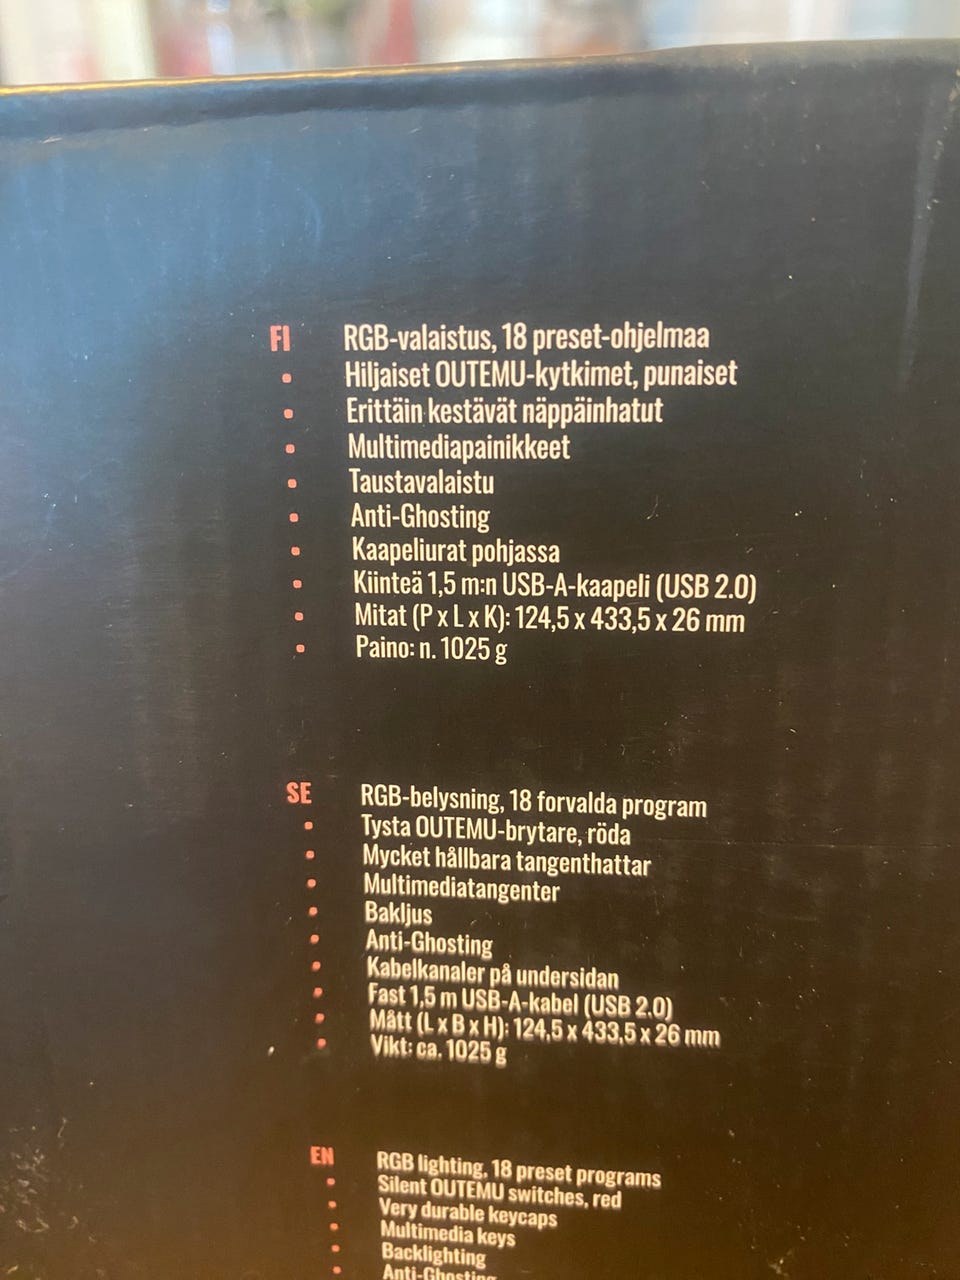 FI RGB-valaistus, 18 preset-ohjelmaa
• Hiljaiset OUTEMU-kytkimet, punaiset
• Erittäin kestävät näppäinhatut
• Multimediapainikkeet
• Taustavalaistu
• Anti-Ghosting
• Kaapeliurat pohjassa
• Kiinteä 1,5 m:n USB-A-kaapeli (USB 2.0)
• Mitat (P x L x K): 124,5 x 433,5 x 26 mm
• Paino: n. 1025 g
SE RGB-belysning, 18 forvalda program
• Tysta OUTEMU-brytare, röda
• Mycket hållbara tangenthattar
• Multimediatangenter
• Bakljus
• Anti-Ghosting
• Kabelkanaler på undersidan
• Fast 1,5 m USB-A-kabel (USB 2.0)
• Mått (L x B x H): 124,5 x 433,5 x 26 mm
• Vikt: ca. 1025 g
EN RGB lighting, 18 preset programs
• Silent OUTEMU switches, red
• Very durable keycaps
• Multimedia keys
• Backlighting
• Anti-Ghosting